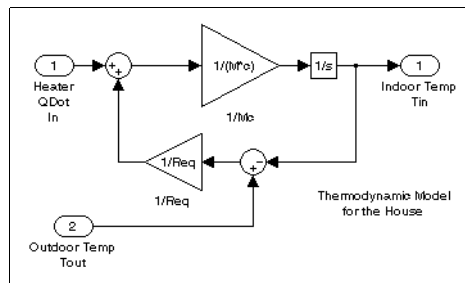 1
Heater
QDot
In
+
+
1/(M*c)
1/Mc
1/s
1
Indoor Temp
Tin
1/Req
1/Req
−
+
Thermodynamic Model
for the House
2
Outdoor Temp
Tout